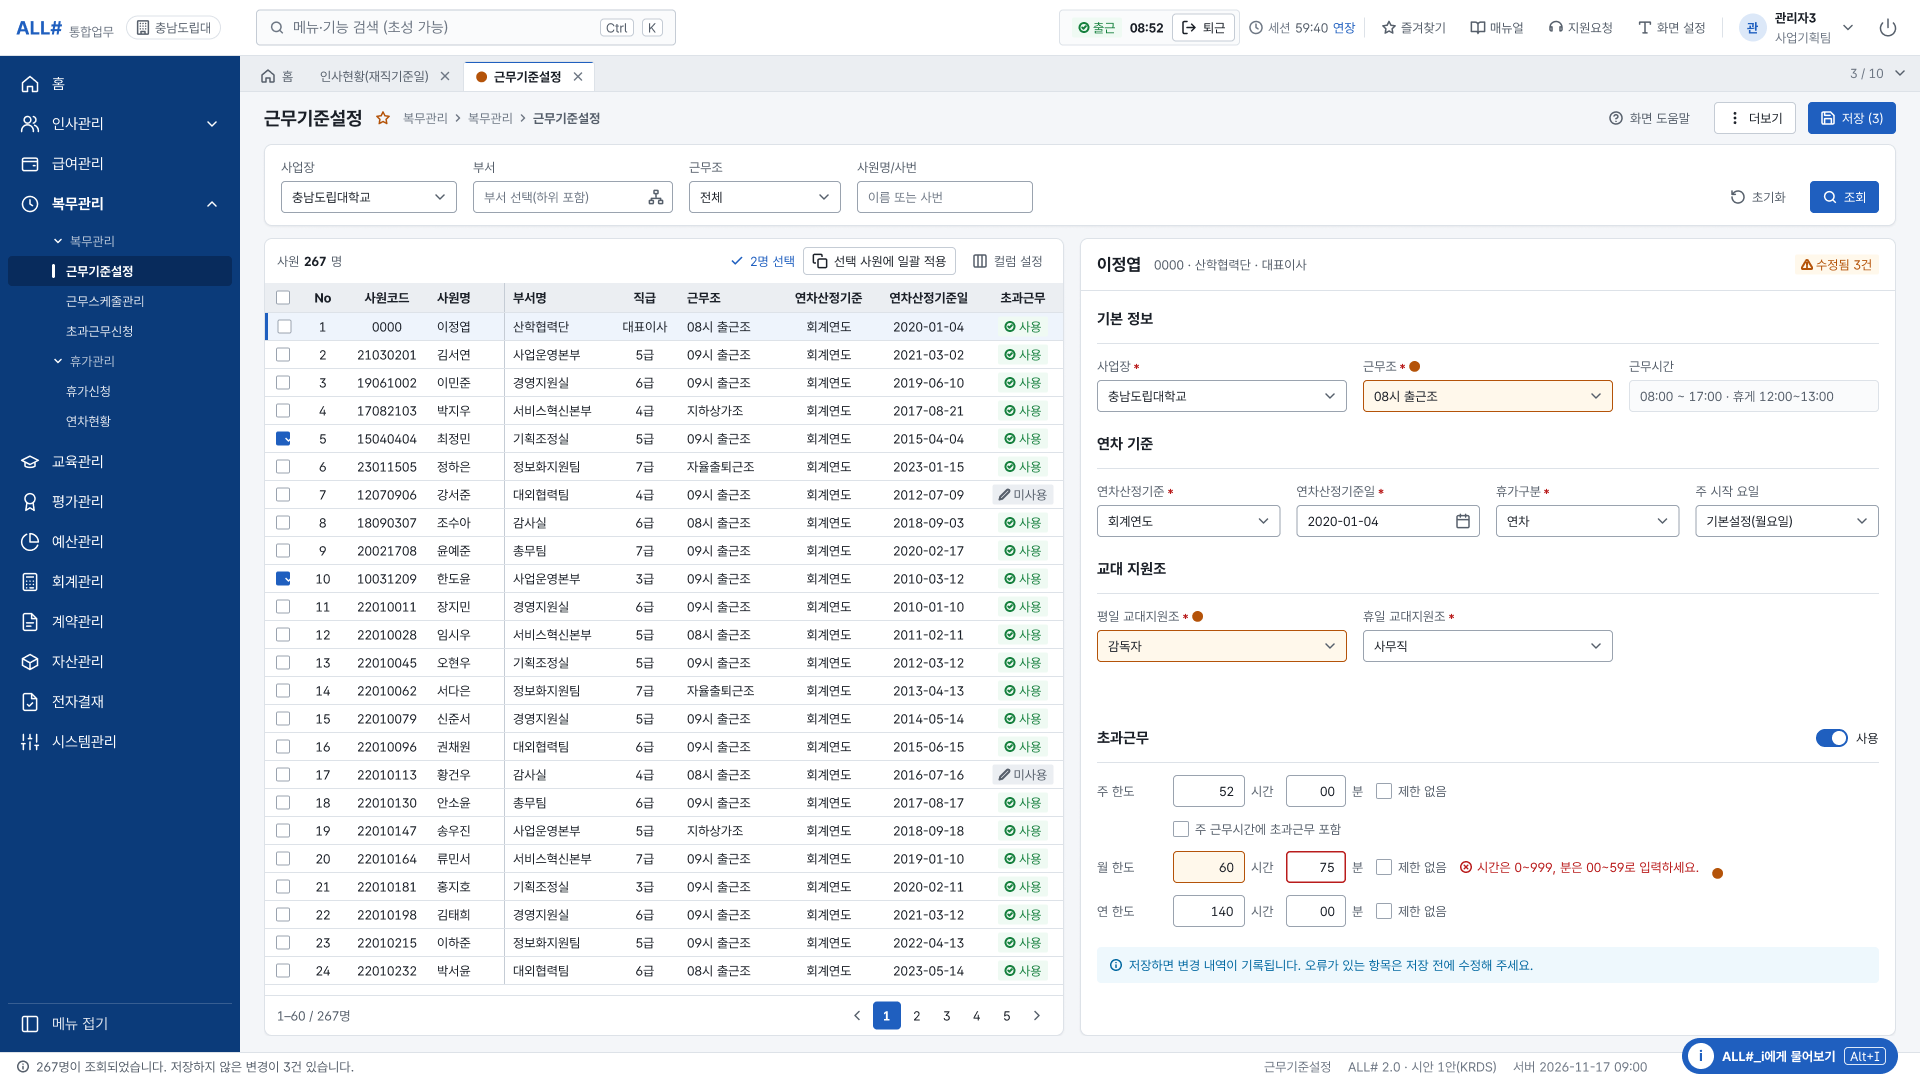 ALL# 통합업무 충남도립대 메뉴·기능 검색 (초성 가능) Ctrl K 출근 08:52 퇴근 세션 59:40 연장 즐겨찾기 매뉴얼 지원요청 화면 설정 관 관리자3 사업기획팀
홈
인사관리
급여관리
복무관리
복무관리
근무기준설정
근무스케줄관리
초과근무신청
휴가관리
휴가신청
연차현황
교육관리
평가관리
예산관리
회계관리
계약관리
자산관리
전자결재
시스템관리
메뉴 접기
홈 인사현황(재직기준일) 근무기준설정 3 / 10
근무기준설정 복무관리 복무관리 근무기준설정 화면 도움말 더보기 저장 (3)
사업장 부서 근무조 사원명/사번
충남도립대학교 부서 선택(하위 포함) 전체 이름 또는 사번 초기화 조회
사원 267 명 2명 선택 선택 사원에 일괄 적용 컬럼 설정
No 사원코드 사원명 부서명 직급 근무조 연차산정기준 연차산정기준일 초과근무
1 0000 이정엽 산학협력단 대표이사 08시 출근조 회계연도 2020-01-04 사용
2 21030201 김서연 사업운영본부 5급 09시 출근조 회계연도 2021-03-02 사용
3 19061002 이민준 경영지원실 6급 09시 출근조 회계연도 2019-06-10 사용
4 17082103 박지우 서비스혁신본부 4급 지하상가조 회계연도 2017-08-21 사용
5 15040404 최정민 기획조정실 5급 09시 출근조 회계연도 2015-04-04 사용
6 23011505 정하은 정보화지원팀 7급 자율출퇴근조 회계연도 2023-01-15 사용
7 12070906 강서준 대외협력팀 4급 09시 출근조 회계연도 2012-07-09 미사용
8 18090307 조수아 감사실 6급 08시 출근조 회계연도 2018-09-03 사용
9 20021708 윤예준 총무팀 7급 09시 출근조 회계연도 2020-02-17 사용
10 10031209 한도윤 사업운영본부 3급 09시 출근조 회계연도 2010-03-12 사용
11 22010011 장지민 경영지원실 6급 09시 출근조 회계연도 2010-01-10 사용
12 22010028 임시우 서비스혁신본부 5급 08시 출근조 회계연도 2011-02-11 사용
13 22010045 오현우 기획조정실 5급 09시 출근조 회계연도 2012-03-12 사용
14 22010062 서다은 정보화지원팀 7급 자율출퇴근조 회계연도 2013-04-13 사용
15 22010079 신준서 경영지원실 5급 09시 출근조 회계연도 2014-05-14 사용
16 22010096 권채원 대외협력팀 6급 09시 출근조 회계연도 2015-06-15 사용
17 22010113 황건우 감사실 4급 08시 출근조 회계연도 2016-07-16 미사용
18 22010130 안소윤 총무팀 6급 09시 출근조 회계연도 2017-08-17 사용
19 22010147 송우진 사업운영본부 5급 지하상가조 회계연도 2018-09-18 사용
20 22010164 류민서 서비스혁신본부 7급 09시 출근조 회계연도 2019-01-10 사용
21 22010181 홍지호 기획조정실 3급 09시 출근조 회계연도 2020-02-11 사용
22 22010198 김태희 경영지원실 6급 09시 출근조 회계연도 2021-03-12 사용
23 22010215 이하준 정보화지원팀 5급 09시 출근조 회계연도 2022-04-13 사용
24 22010232 박서윤 대외협력팀 6급 08시 출근조 회계연도 2023-05-14 사용
1–60 / 267명 1 2 3 4 5
이정엽 0000 · 산학협력단 · 대표이사 수정됨 3건
기본 정보
사업장 * 근무조 * 근무시간
충남도립대학교 08시 출근조 08:00 ~ 17:00 · 휴게 12:00~13:00
연차 기준
연차산정기준 * 연차산정기준일 * 휴가구분 * 주 시작 요일
회계연도 2020-01-04 연차 기본설정(월요일)
교대 지원조
평일 교대지원조 * 휴일 교대지원조 *
감독자 사무직
초과근무 사용
주 한도 52 시간 00 분 제한 없음
주 근무시간에 초과근무 포함
월 한도 60 시간 75 분 제한 없음 시간은 0~999, 분은 00~59로 입력하세요.
연 한도 140 시간 00 분 제한 없음
저장하면 변경 내역이 기록됩니다. 오류가 있는 항목은 저장 전에 수정해 주세요.
267명이 조회되었습니다. 저장하지 않은 변경이 3건 있습니다. 근무기준설정 ALL# 2.0 · 시안 1안(KRDS) 서버 2026-11-17 09:00 i ALL#_i에게 물어보기 Alt+I